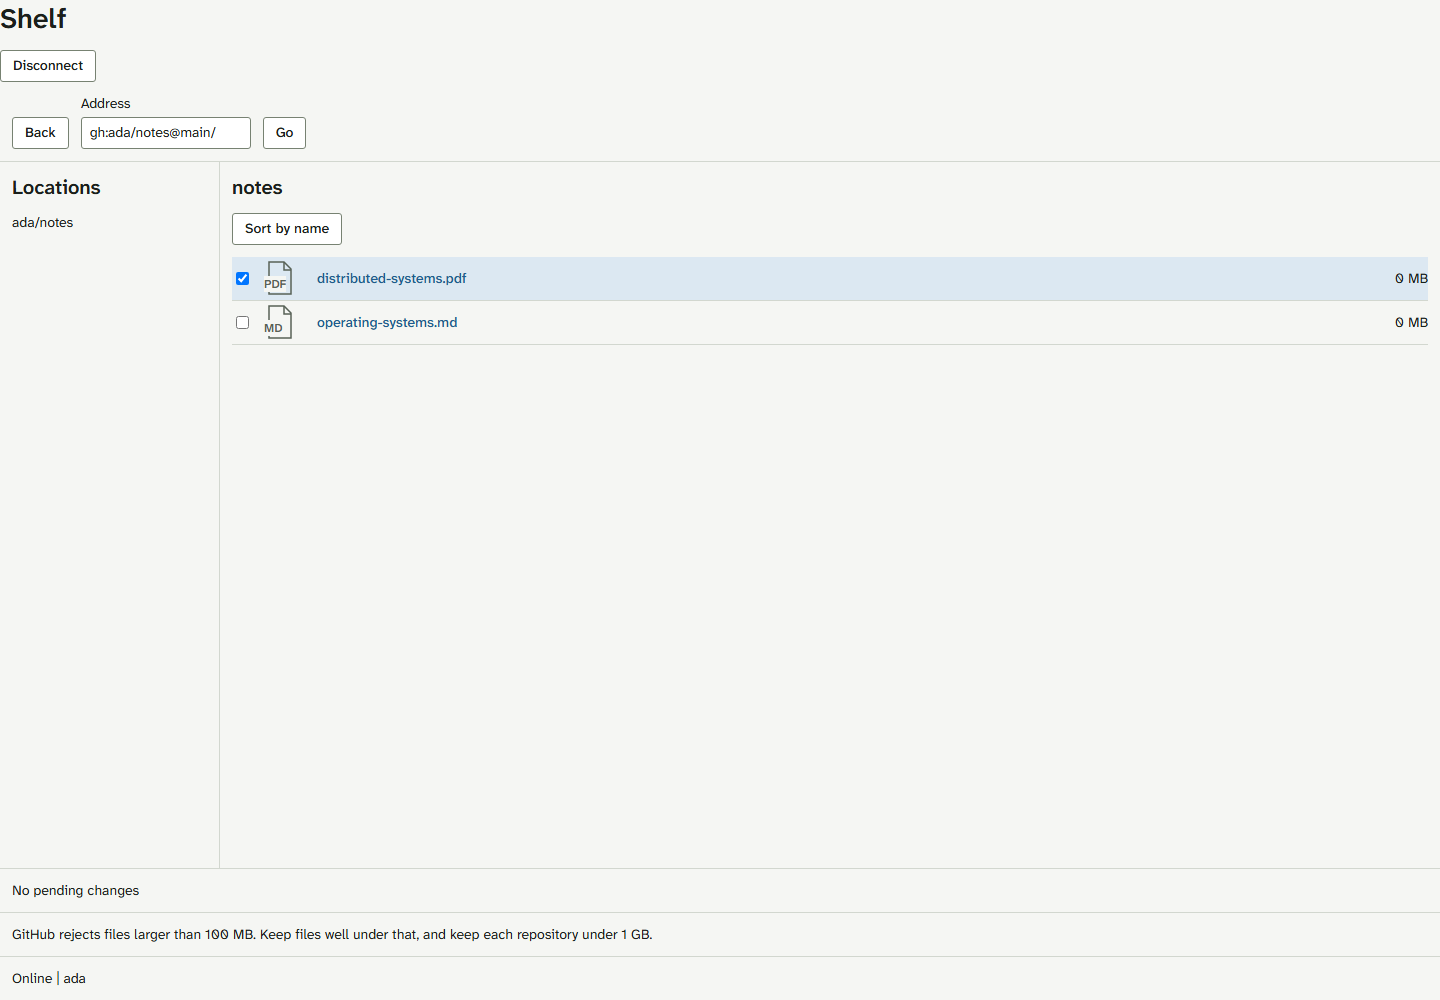 Shelf
Disconnect
Address
Back
gh:ada/notes@main/
Go
Locations
ada/notes
notes
Sort by name
PDF
distributed-systems.pdf
0 MB
MD
operating-systems.md
0 MB
No pending changes
GitHub rejects files larger than 100 MB. Keep files well under that, and keep each repository under 1 GB.
Online | ada